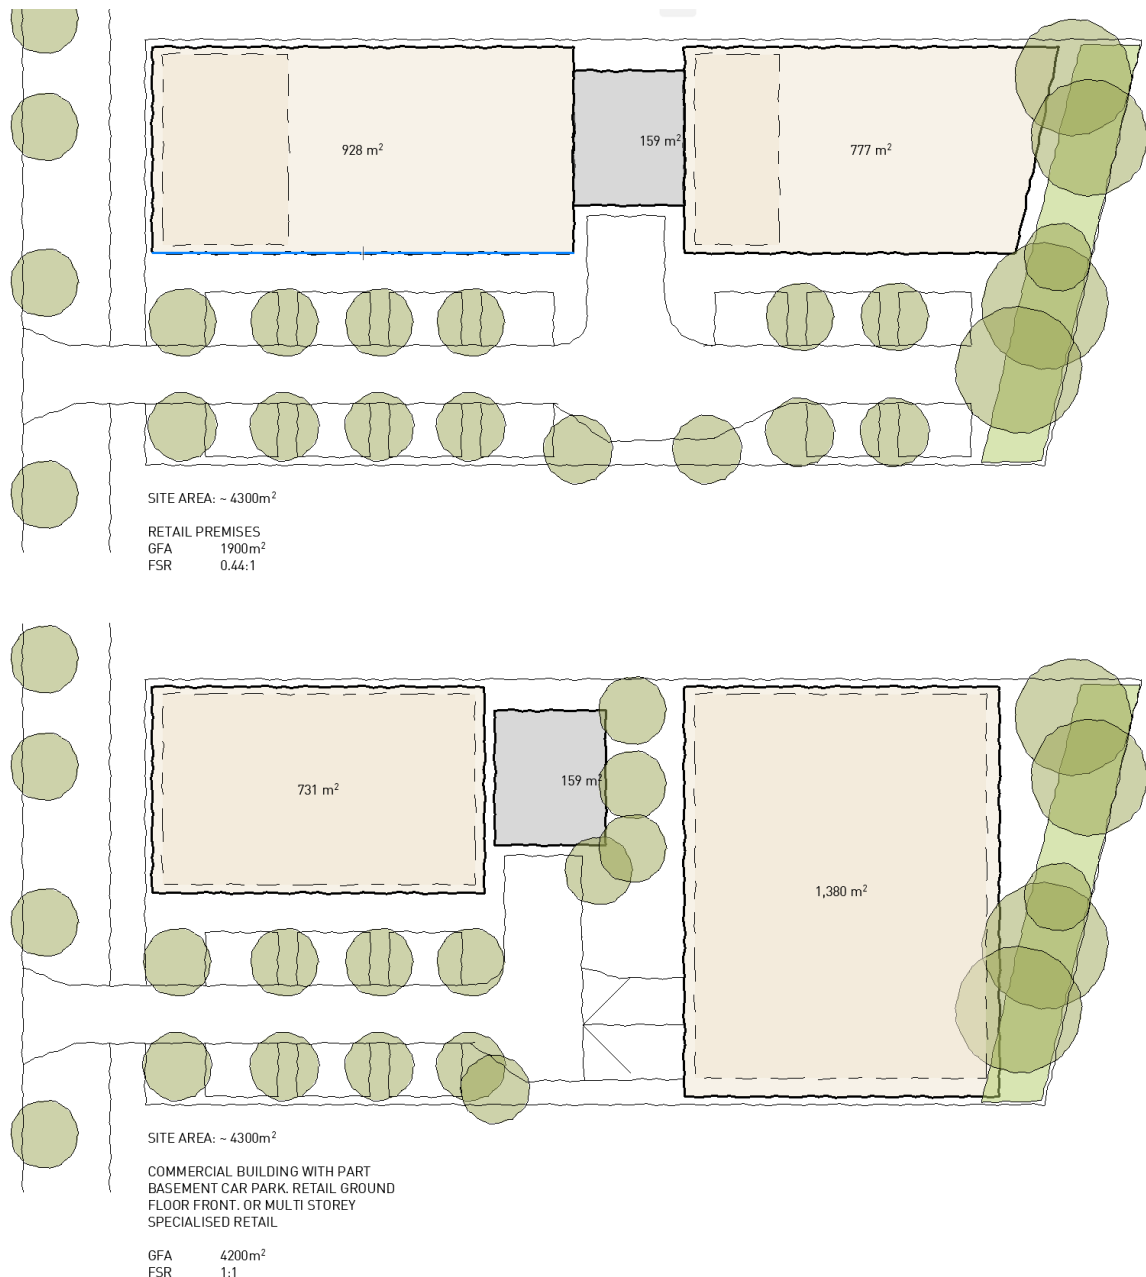 928 m²
159 m²
777 m²
SITE AREA: ~ 4300m²
RETAIL PREMISES
GFA 1900m²
FSR 0.44:1
731 m²
159 m²
1,380 m²
SITE AREA: ~ 4300m²
COMMERCIAL BUILDING WITH PART
BASEMENT CAR PARK. RETAIL GROUND
FLOOR FRONT. OR MULTI STOREY
SPECIALISED RETAIL
GFA 4200m²
FSR 1:1